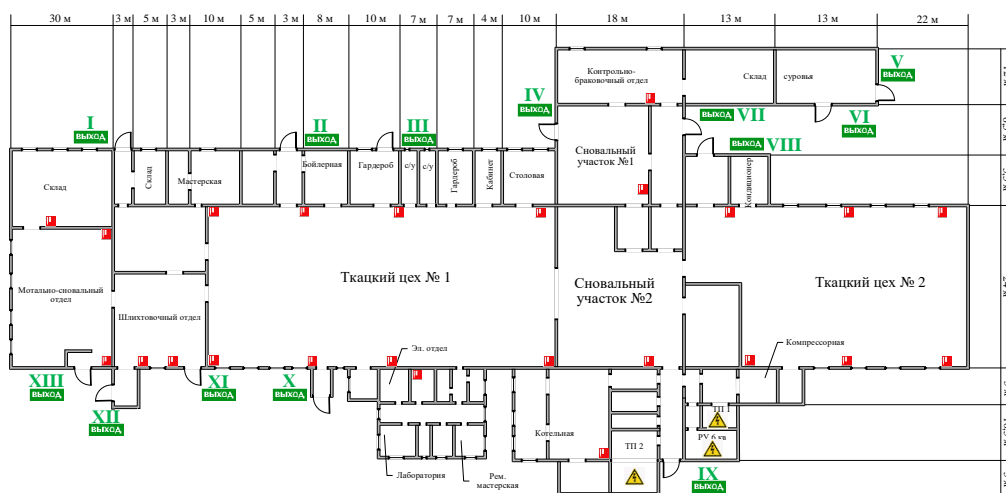 30 м 3 м 5 м 3 м 10 м 5 м 3 м 8 м 10 м 7 м 7 м 4 м 10 м 18 м 13 м 13 м 22 м
Контрольно-
браковочный отдел
Склад
суровья
V
ВЫХОД
IV
ВЫХОД
VII
ВЫХОД
VI
ВЫХОД
I
ВЫХОД
II
ВЫХОД
III
ВЫХОД
VIII
ВЫХОД
Сновальный
участок №1
Склад
Склад
Мастерская
Бойлерная
Гардероб
с/у
с/у
Гардероб
Кабинет
Столовая
Кондиционер
Ткацкий цех № 1
Сновальный
участок №2
Ткацкий цех № 2
Мотально-сновальный
отдел
Шлихтовочный отдел
Эл. отдел
Компрессорная
XIII
ВЫХОД
XII
ВЫХОД
XI
ВЫХОД
X
ВЫХОД
ТП 1
РУ 6 кв
Котельная
ТП 2
IX
ВЫХОД
Лаборатория
Рем.
мастерская